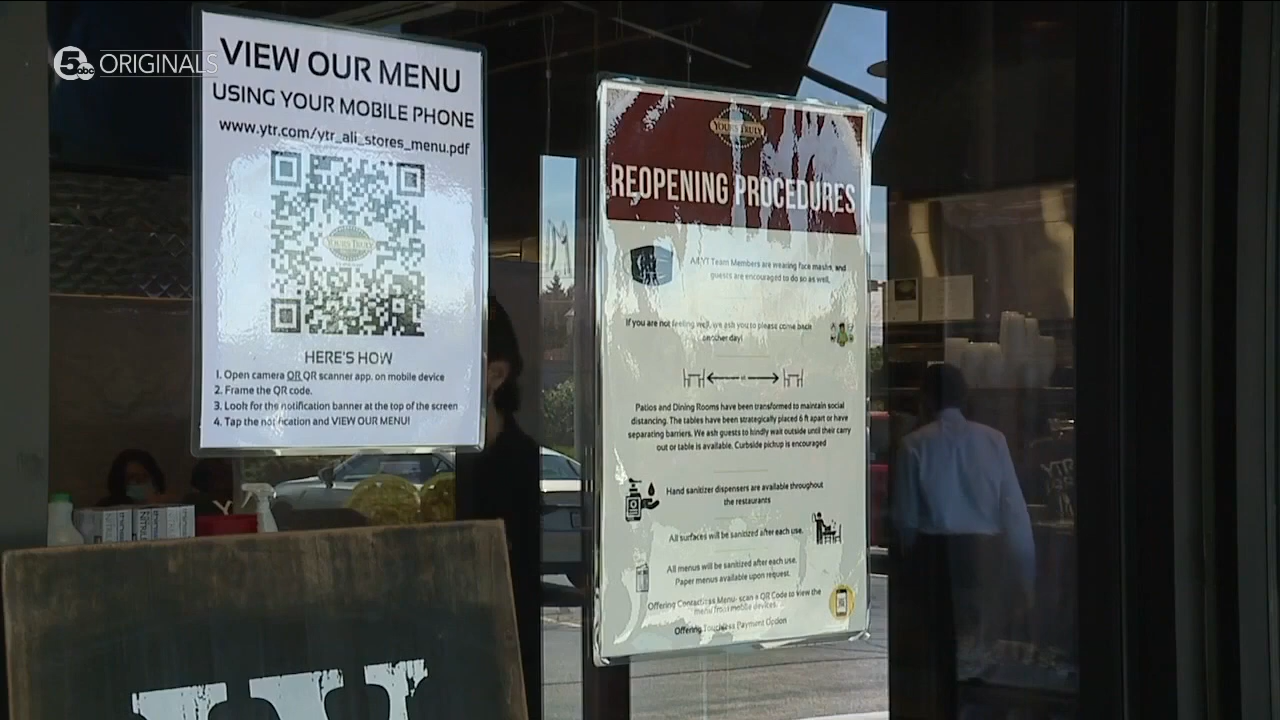 5 abc ORIGINALS
VIEW OUR MENU
USING YOUR MOBILE PHONE
www.ytr.com/ytr_all_stores_menu.pdf
YOURS TRULY
HERE'S HOW
1. Open camera OR QR scanner app. on mobile device
2. Frame the QR code.
3. Look for the notification banner at the top of the screen
4. Tap the notification and VIEW OUR MENU!
YOURS TRULY
REOPENING PROCEDURES
All YT Team Members are wearing face masks, and
guests are encouraged to do so as well.
If you are not feeling well, we ask you to please come back
another day!
Patios and Dining Rooms have been transformed to maintain social
distancing. The tables have been strategically placed 6 ft apart or have
separating barriers. We ask guests to kindly wait outside until their carry
out or table is available. Curbside pickup is encouraged
Hand sanitizer dispensers are available throughout
the restaurants
All surfaces will be sanitized after each use.
All menus will be sanitized after each use.
Paper menus available upon request.
Offering Contactless Menu- scan a QR Code to view the
menu from mobile devices.
Offering Touchless Payment Option
YTR
W